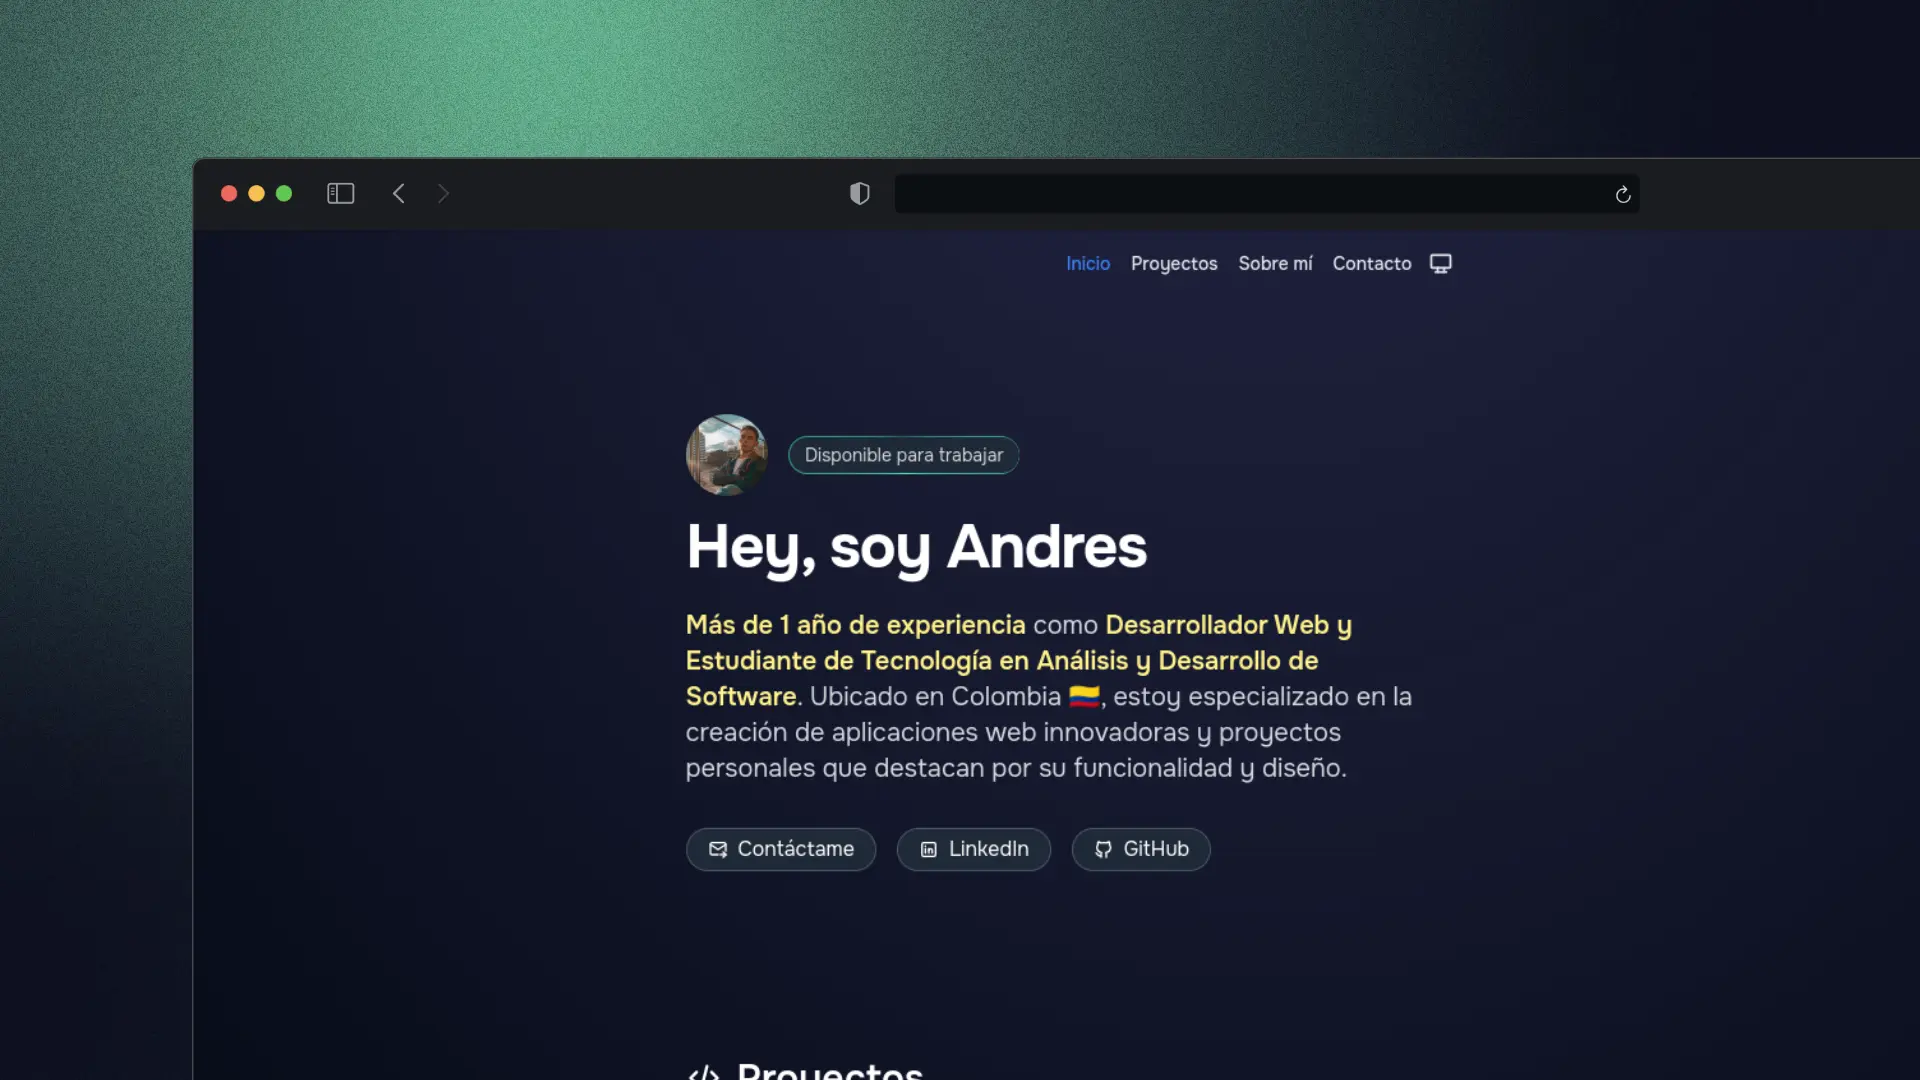 Inicio Proyectos Sobre mí Contacto
Disponible para trabajar
Hey, soy Andres
Más de 1 año de experiencia como Desarrollador Web y
Estudiante de Tecnología en Análisis y Desarrollo de
Software. Ubicado en Colombia 🇨🇴, estoy especializado en la
creación de aplicaciones web innovadoras y proyectos
personales que destacan por su funcionalidad y diseño.
Contáctame LinkedIn GitHub
</> Proyectos